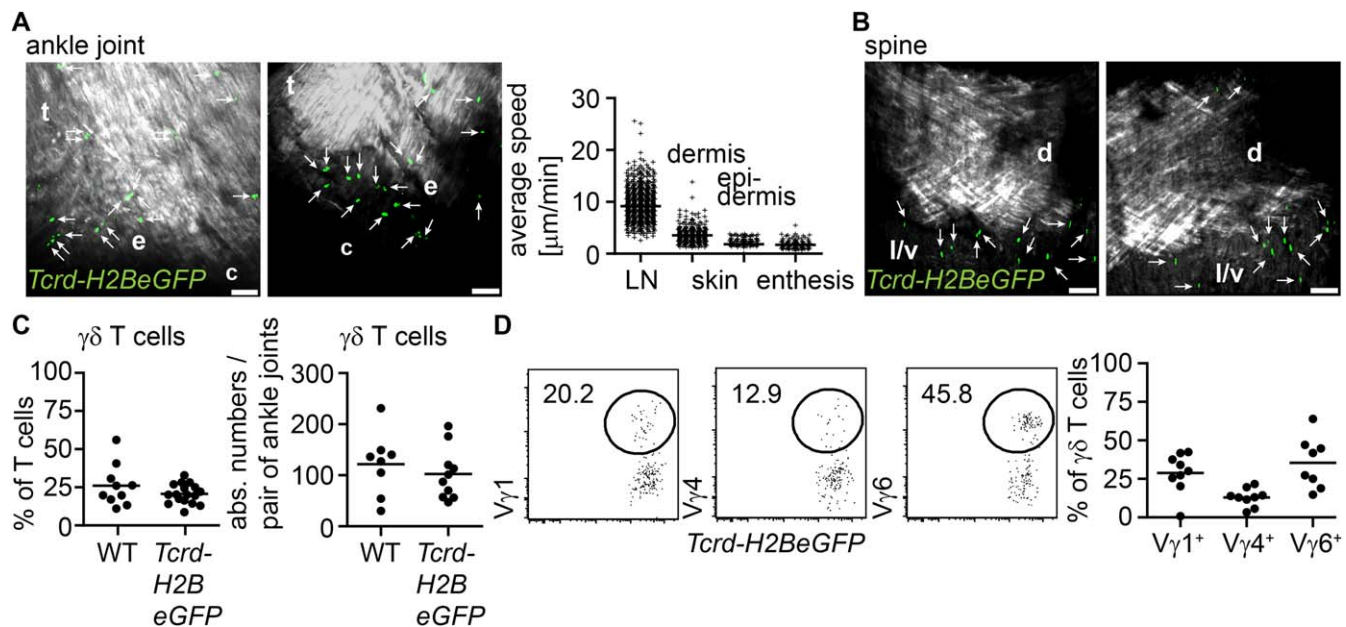 A
ankle joint
t
e
c
Tcrd-H2BeGFP
t
e
c
average speed
[µm/min]
30
20
10
0
dermis
epi-
dermis
LN
skin
enthesis
B
spine
d
l/v
Tcrd-H2BeGFP
d
l/v
C
γδ T cells
% of T cells
100
75
50
25
0
WT
Tcrd-
H2B
eGFP
γδ T cells
abs. numbers /
pair of ankle joints
300
200
100
0
WT
Tcrd-
H2B
eGFP
D
20.2
Vγ1
12.9
Vγ4
45.8
Vγ6
Tcrd-H2BeGFP
% of γδ T cells
100
75
50
25
0
Vγ1+
Vγ4+
Vγ6+